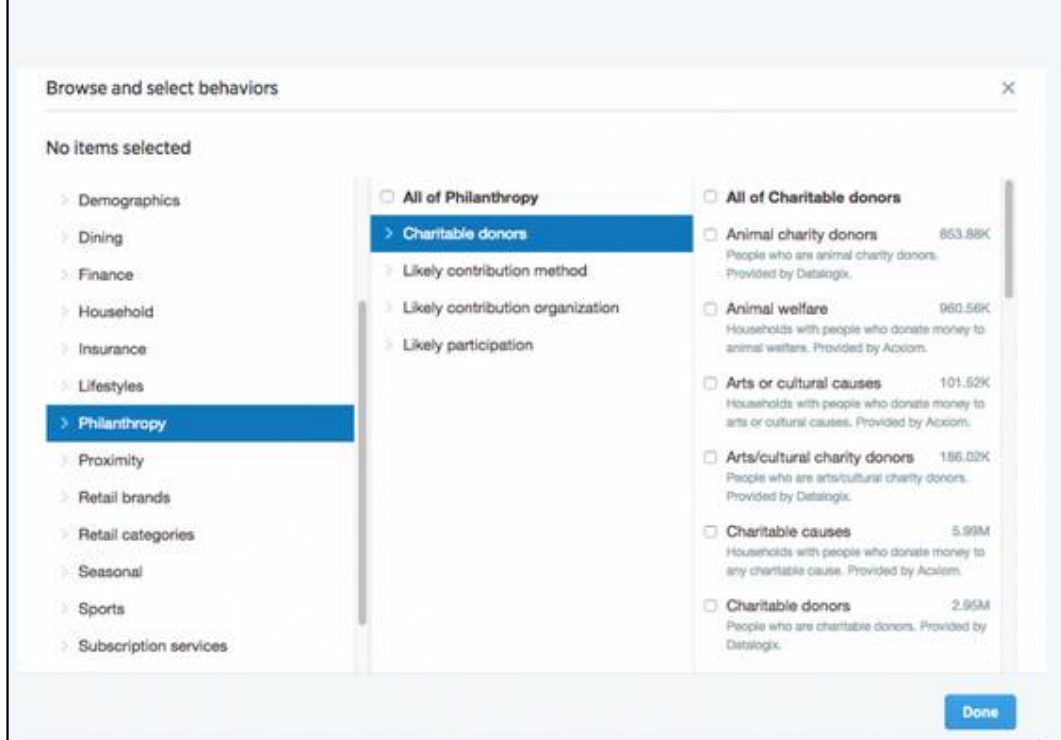 Browse and select behaviors
No items selected
Demographics
Dining
Finance
Household
Insurance
Lifestyles
Philanthropy
Proximity
Retail brands
Retail categories
Seasonal
Sports
Subscription services
All of Philanthropy
Charitable donors
Likely contribution method
Likely contribution organization
Likely participation
All of Charitable donors
Animal charity donors 853.88K
People who are animal charity donors.
Provided by Datalogix.
Animal welfare 960.56K
Households with people who donate money to
animal welfare. Provided by Acxiom.
Arts or cultural causes 101.52K
Households with people who donate money to
arts or cultural causes. Provided by Acxiom.
Arts/cultural charity donors 186.02K
People who are arts/cultural charity donors.
Provided by Datalogix.
Charitable causes 5.99M
Households with people who donate money to
any charitable cause. Provided by Acxiom.
Charitable donors 2.95M
People who are charitable donors. Provided by
Datalogix.
Done